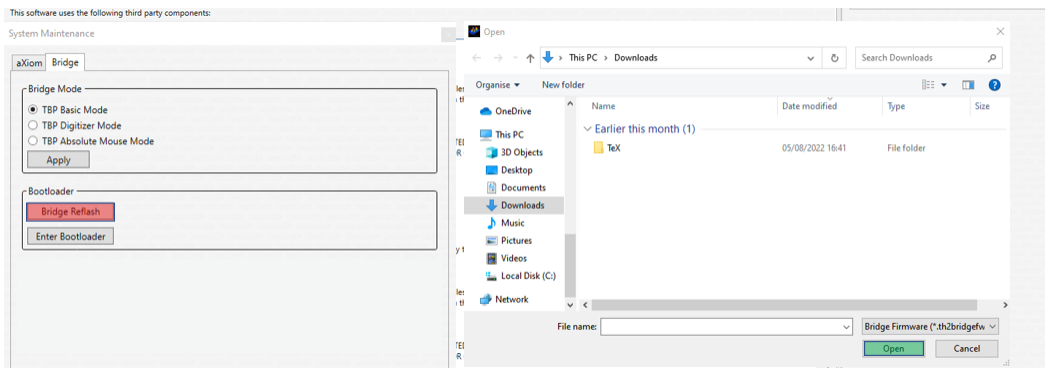 This software uses the following third party components:
System Maintenance
aXiom Bridge
Bridge Mode
TBP Basic Mode
TBP Digitizer Mode
TBP Absolute Mouse Mode
Apply
Bootloader
Bridge Reflash
Enter Bootloader
Open
This PC > Downloads
Search Downloads
Organise
New folder
OneDrive
This PC
3D Objects
Desktop
Documents
Downloads
Music
Pictures
Videos
Local Disk (C:)
Network
Name Date modified Type Size
Earlier this month (1)
TeX 05/08/2022 16:41 File folder
File name:
Bridge Firmware (*.th2bridgefw
Open Cancel